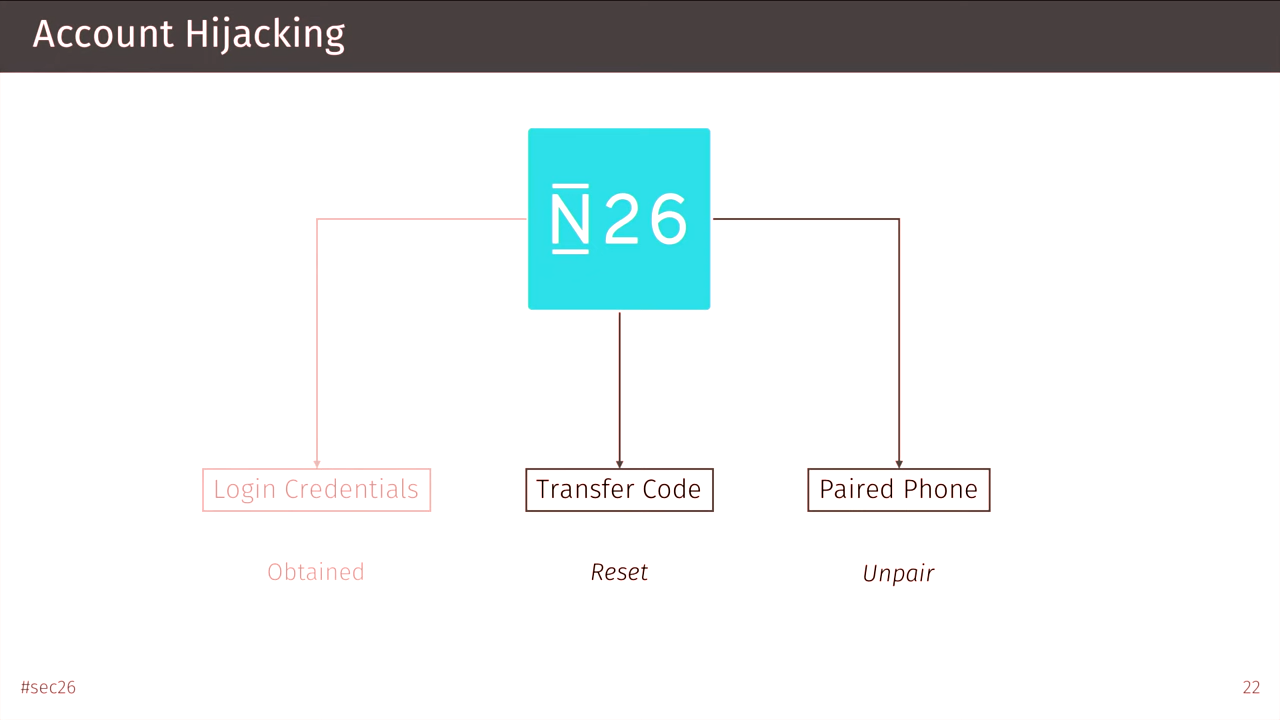 Account Hijacking
N26
Login Credentials
Transfer Code
Paired Phone
Obtained
Reset
Unpair
#sec26
22